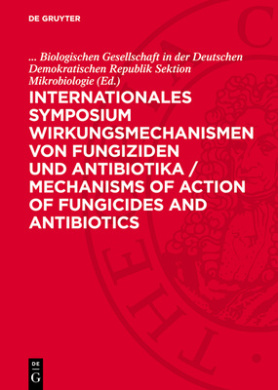 DE GRUYTER
... Biologischen Gesellschaft in der Deutschen
Demokratischen Republik Sektion
Mikrobiologie (Ed.)
INTERNATIONALES
SYMPOSIUM
WIRKUNGSMECHANISMEN
VON FUNGIZIDEN
UND ANTIBIOTIKA /
MECHANISMS OF ACTION
OF FUNGICIDES AND
ANTIBIOTICS
DE
G